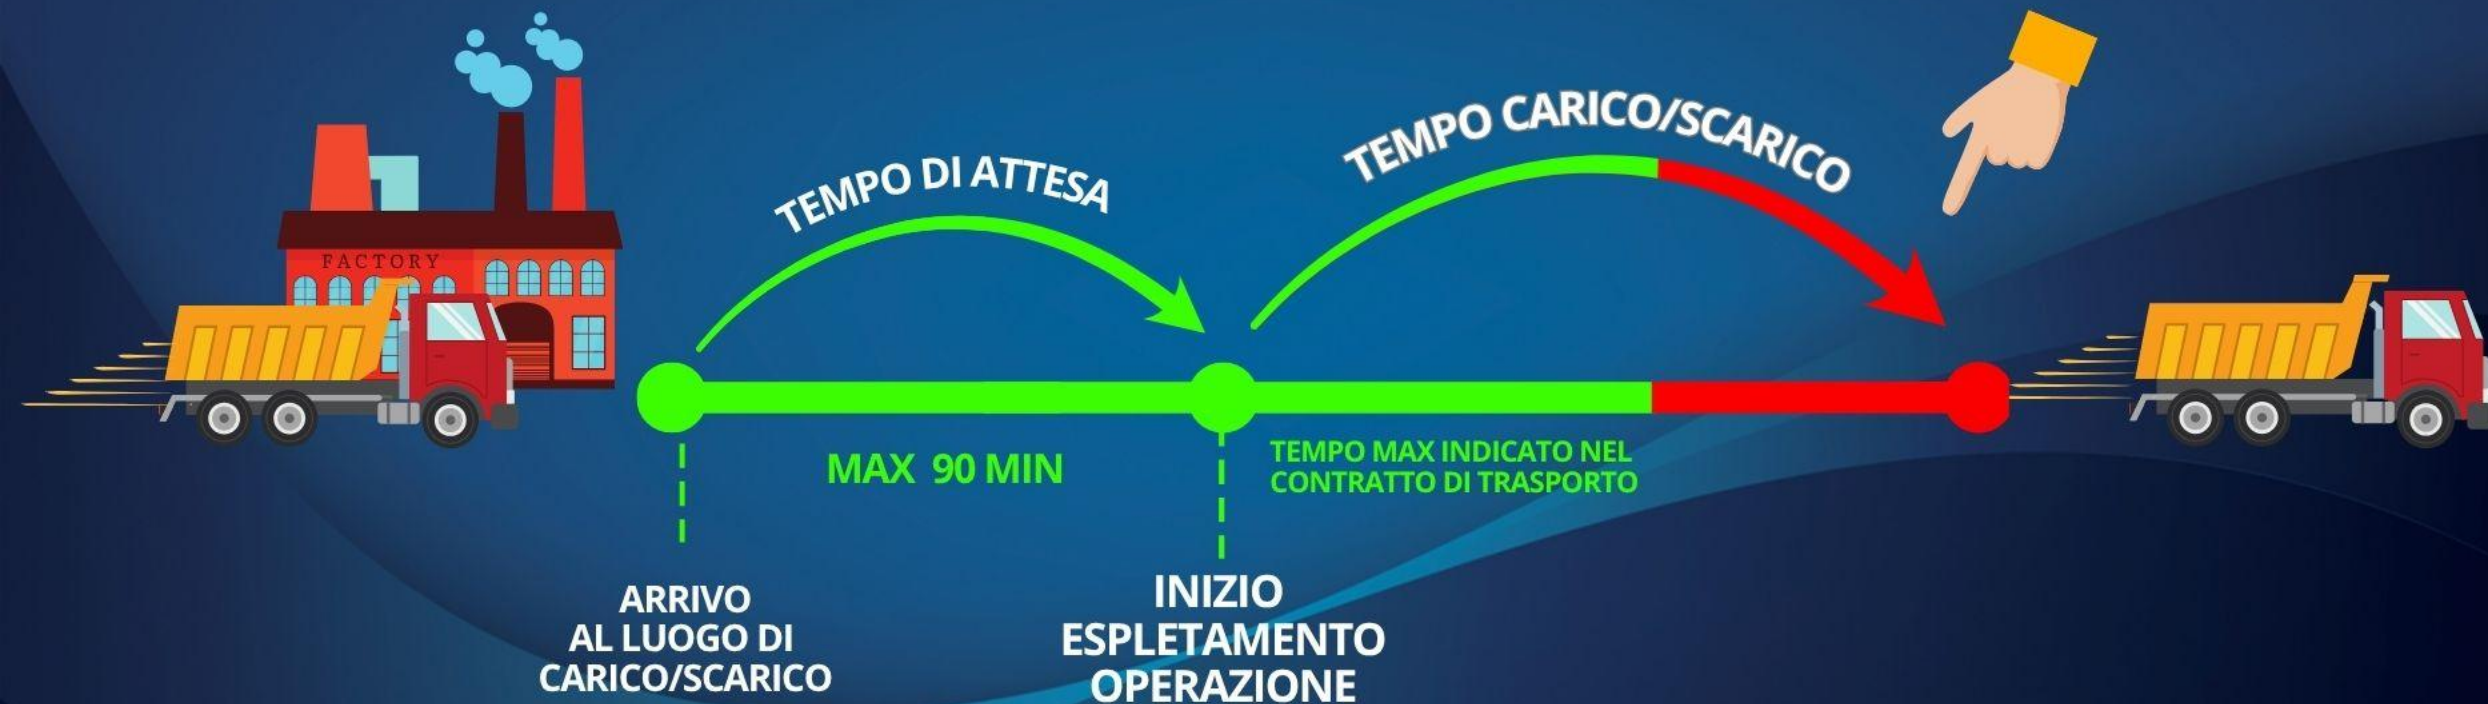 FACTORY
TEMPO DI ATTESA
TEMPO CARICO/SCARICO
MAX 90 MIN
TEMPO MAX INDICATO NEL
CONTRATTO DI TRASPORTO
ARRIVO
AL LUOGO DI
CARICO/SCARICO
INIZIO
ESPLETAMENTO
OPERAZIONE